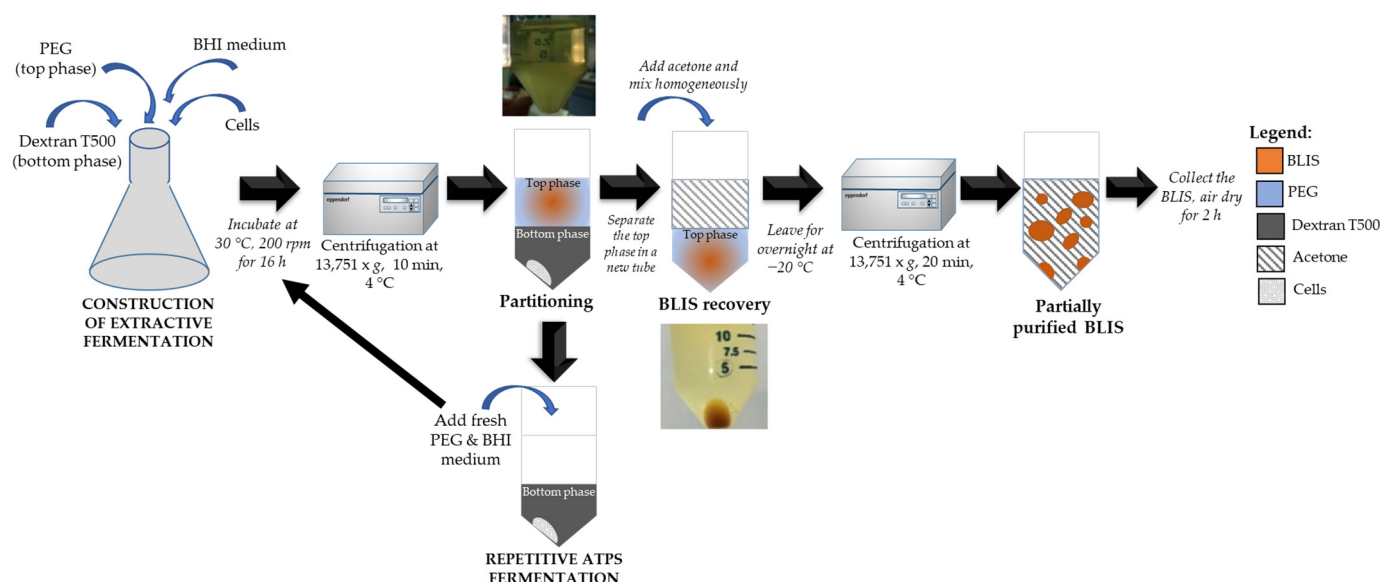 PEG
(top phase)
BHI medium
Dextran T500
(bottom phase)
Cells
CONSTRUCTION
OF EXTRACTIVE
FERMENTATION
Incubate at
30 °C, 200 rpm
for 16 h
eppendorf
Centrifugation at
13,751 x g, 10 min,
4 °C
7.5
5
Top phase
Bottom phase
Partitioning
Separate
the top
phase in a
new tube
Add acetone and
mix homogeneously
Top phase
BLIS recovery
10
7.5
5
Leave for
overnight at
−20 °C
eppendorf
Centrifugation at
13,751 x g, 20 min,
4 °C
Partially
purified BLIS
Collect the
BLIS, air dry
for 2 h
Legend:
BLIS
PEG
Dextran T500
Acetone
Cells
Add fresh
PEG & BHI
medium
Bottom phase
REPETITIVE ATPS
FERMENTATION